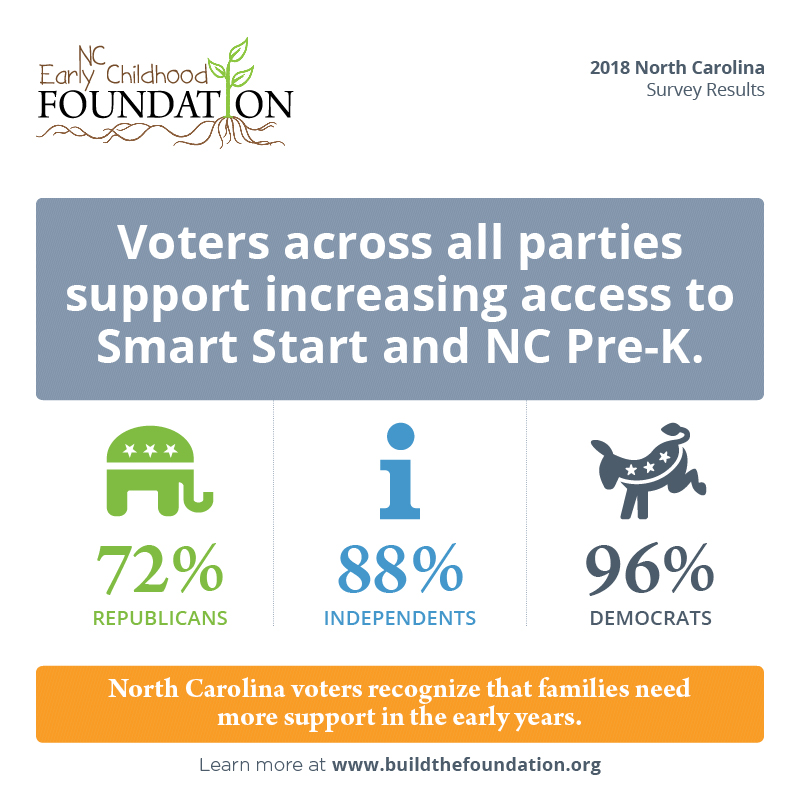 NC
Early Childhood
FOUNDATION
2018 North Carolina
Survey Results
Voters across all parties
support increasing access to
Smart Start and NC Pre-K.
72%
REPUBLICANS
88%
INDEPENDENTS
96%
DEMOCRATS
North Carolina voters recognize that families need
more support in the early years.
Learn more at www.buildthefoundation.org